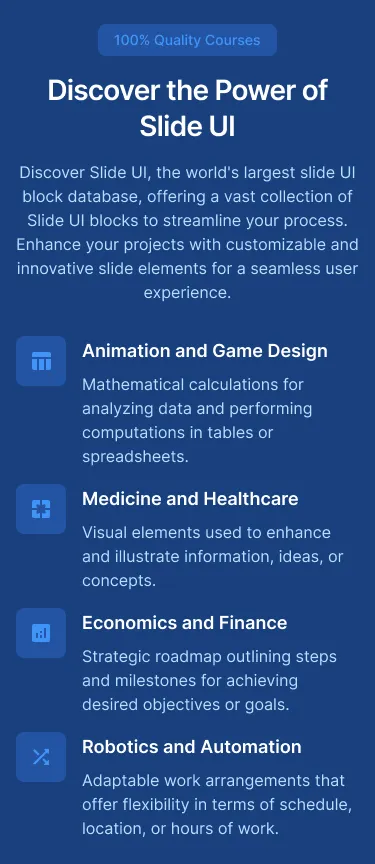 100% Quality Courses
Discover the Power of
Slide UI
Discover Slide UI, the world's largest slide UI
block database, offering a vast collection of
Slide UI blocks to streamline your process.
Enhance your projects with customizable and
innovative slide elements for a seamless user
experience.
Animation and Game Design
Mathematical calculations for
analyzing data and performing
computations in tables or
spreadsheets.
Medicine and Healthcare
Visual elements used to enhance
and illustrate information, ideas, or
concepts.
Economics and Finance
Strategic roadmap outlining steps
and milestones for achieving
desired objectives or goals.
Robotics and Automation
Adaptable work arrangements that
offer flexibility in terms of schedule,
location, or hours of work.